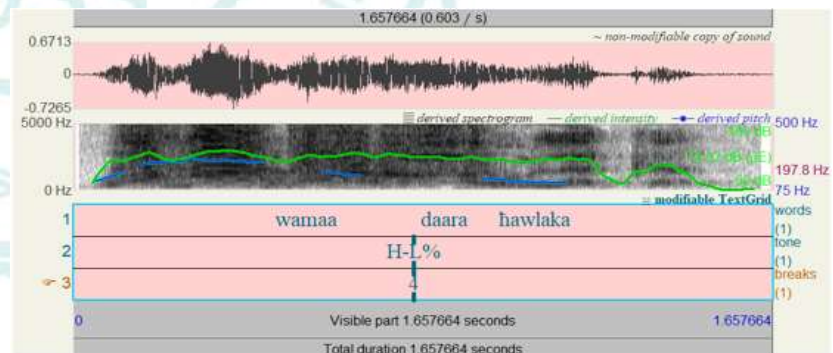 1.657664 (0.603 / s)
0.6713
~ non-modifiable copy of sound
0
-0.7265
derived spectrogram derived intensity derived pitch
5000 Hz 500 Hz
197.8 Hz
0 Hz 75 Hz
modifiable TextGrid
1 wamaa daara ħawlaka words (1)
2 H-L% tone (1)
3 4 breaks (1)
0 Visible part 1.657664 seconds 1.657664
Total duration 1.657664 seconds